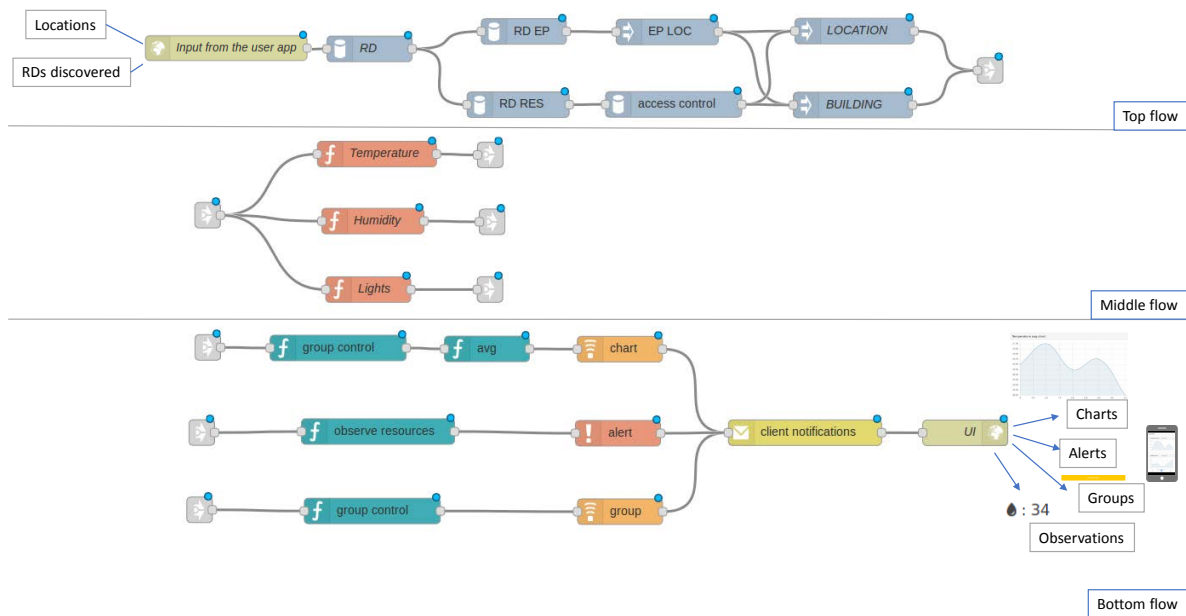 Locations
RDs discovered
Input from the user app
RD
RD EP
EP LOC
LOCATION
RD RES
access control
BUILDING
Top flow
Temperature
Humidity
Lights
Middle flow
group control
avg
chart
observe resources
alert
client notifications
UI
group control
group
Charts
Alerts
Groups
: 34
Observations
Bottom flow